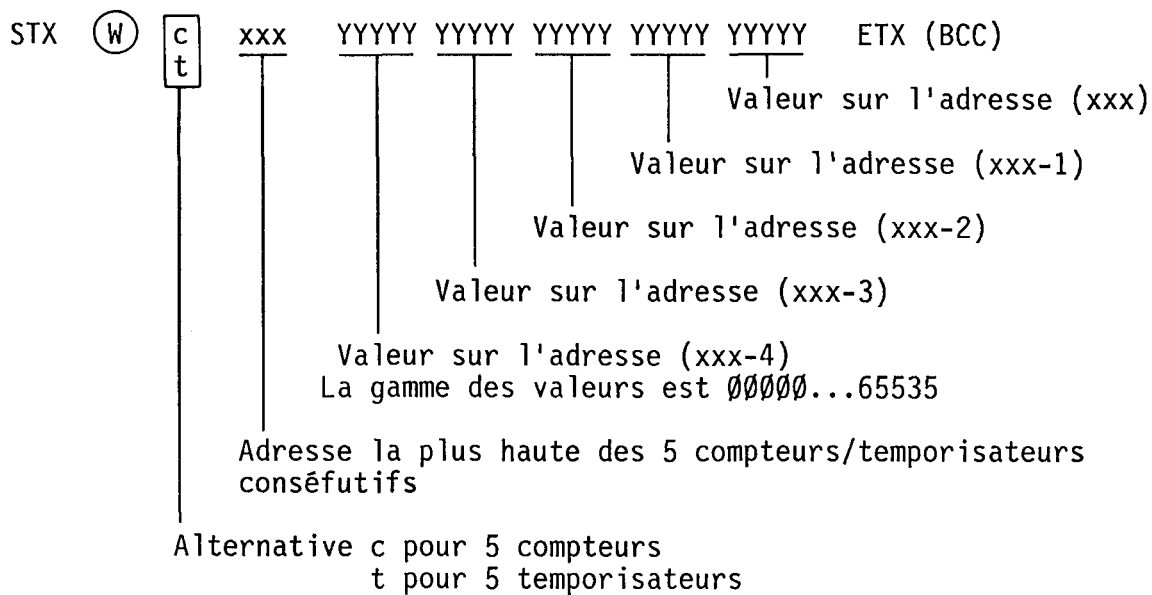 STX W c xxx YYYYY YYYYY YYYYY YYYYY YYYYY ETX (BCC)
t
Valeur sur l'adresse (xxx)
Valeur sur l'adresse (xxx-1)
Valeur sur l'adresse (xxx-2)
Valeur sur l'adresse (xxx-3)
Valeur sur l'adresse (xxx-4)
La gamme des valeurs est ØØØØØ...65535
Adresse la plus haute des 5 compteurs/temporisateurs
conséfutifs
Alternative c pour 5 compteurs
t pour 5 temporisateurs